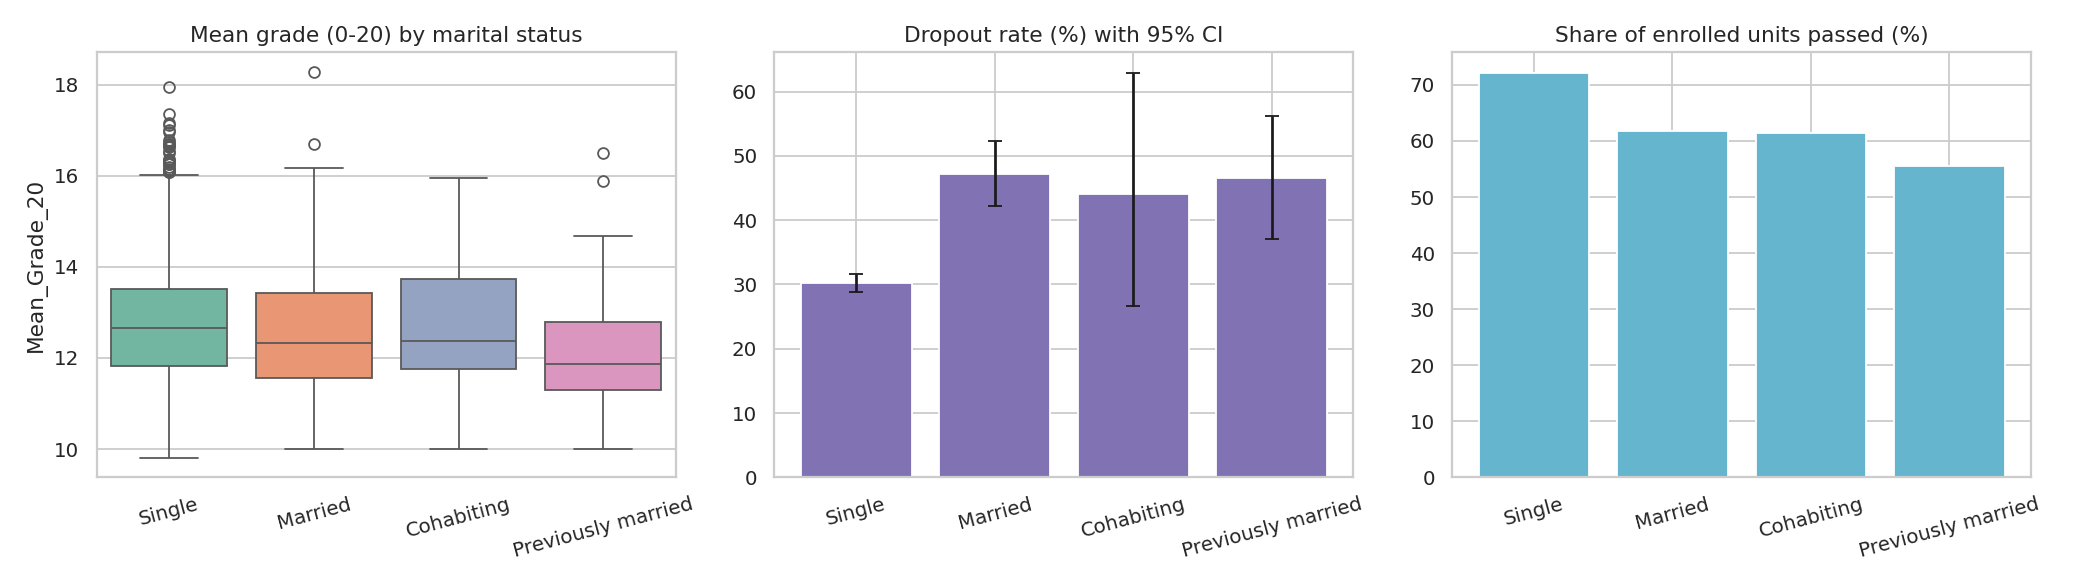 Mean grade (0-20) by marital status
Mean_Grade_20
18
16
14
12
10
Single
Married
Cohabiting
Previously married
Dropout rate (%) with 95% CI
60
50
40
30
20
10
0
Single
Married
Cohabiting
Previously married
Share of enrolled units passed (%)
70
60
50
40
30
20
10
0
Single
Married
Cohabiting
Previously married